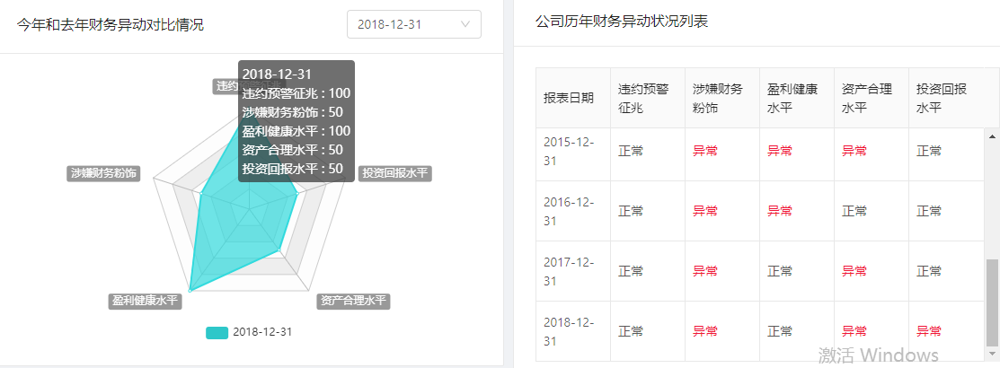 今年和去年财务异动对比情况
2018-12-31
2018-12-31
违约预警征兆 : 100
涉嫌财务粉饰 : 50
盈利健康水平 : 100
资产合理水平 : 50
投资回报水平 : 50
违约预警征兆
涉嫌财务粉饰
投资回报水平
盈利健康水平
资产合理水平
2018-12-31
公司历年财务异动状况列表
报表日期 违约预警 涉嫌财务 盈利健康 资产合理 投资回报
征兆 粉饰 水平 水平 水平
2015-12- 正常 异常 异常 异常 正常
31
2016-12- 正常 异常 异常 正常 正常
31
2017-12- 正常 异常 正常 异常 正常
31
2018-12- 正常 异常 正常 异常 异常
31
激活 Windows